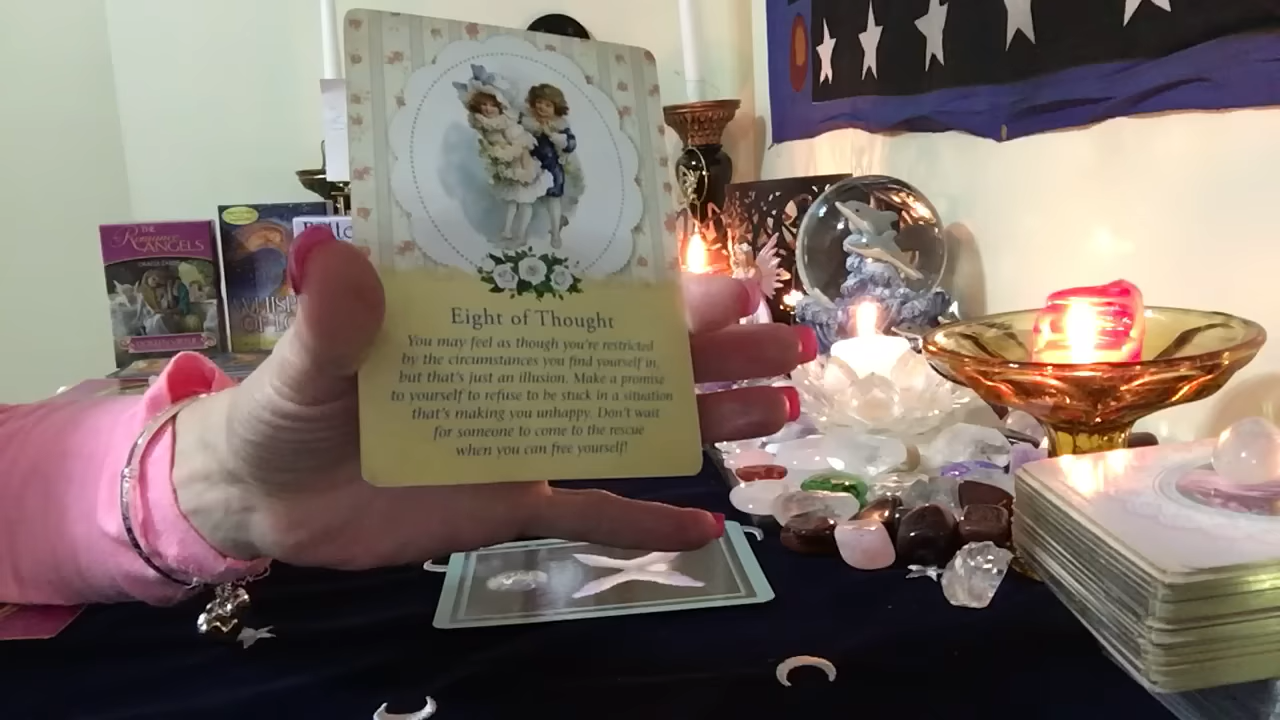 THE
Romance
ANGELS
ORACLE CARDS
Eight of Thought
You may feel as though you're restricted
by the circumstances you find yourself in,
but that's just an illusion. Make a promise
to yourself to refuse to be stuck in a situation
that's making you unhappy. Don't wait
for someone to come to the rescue
when you can free yourself!